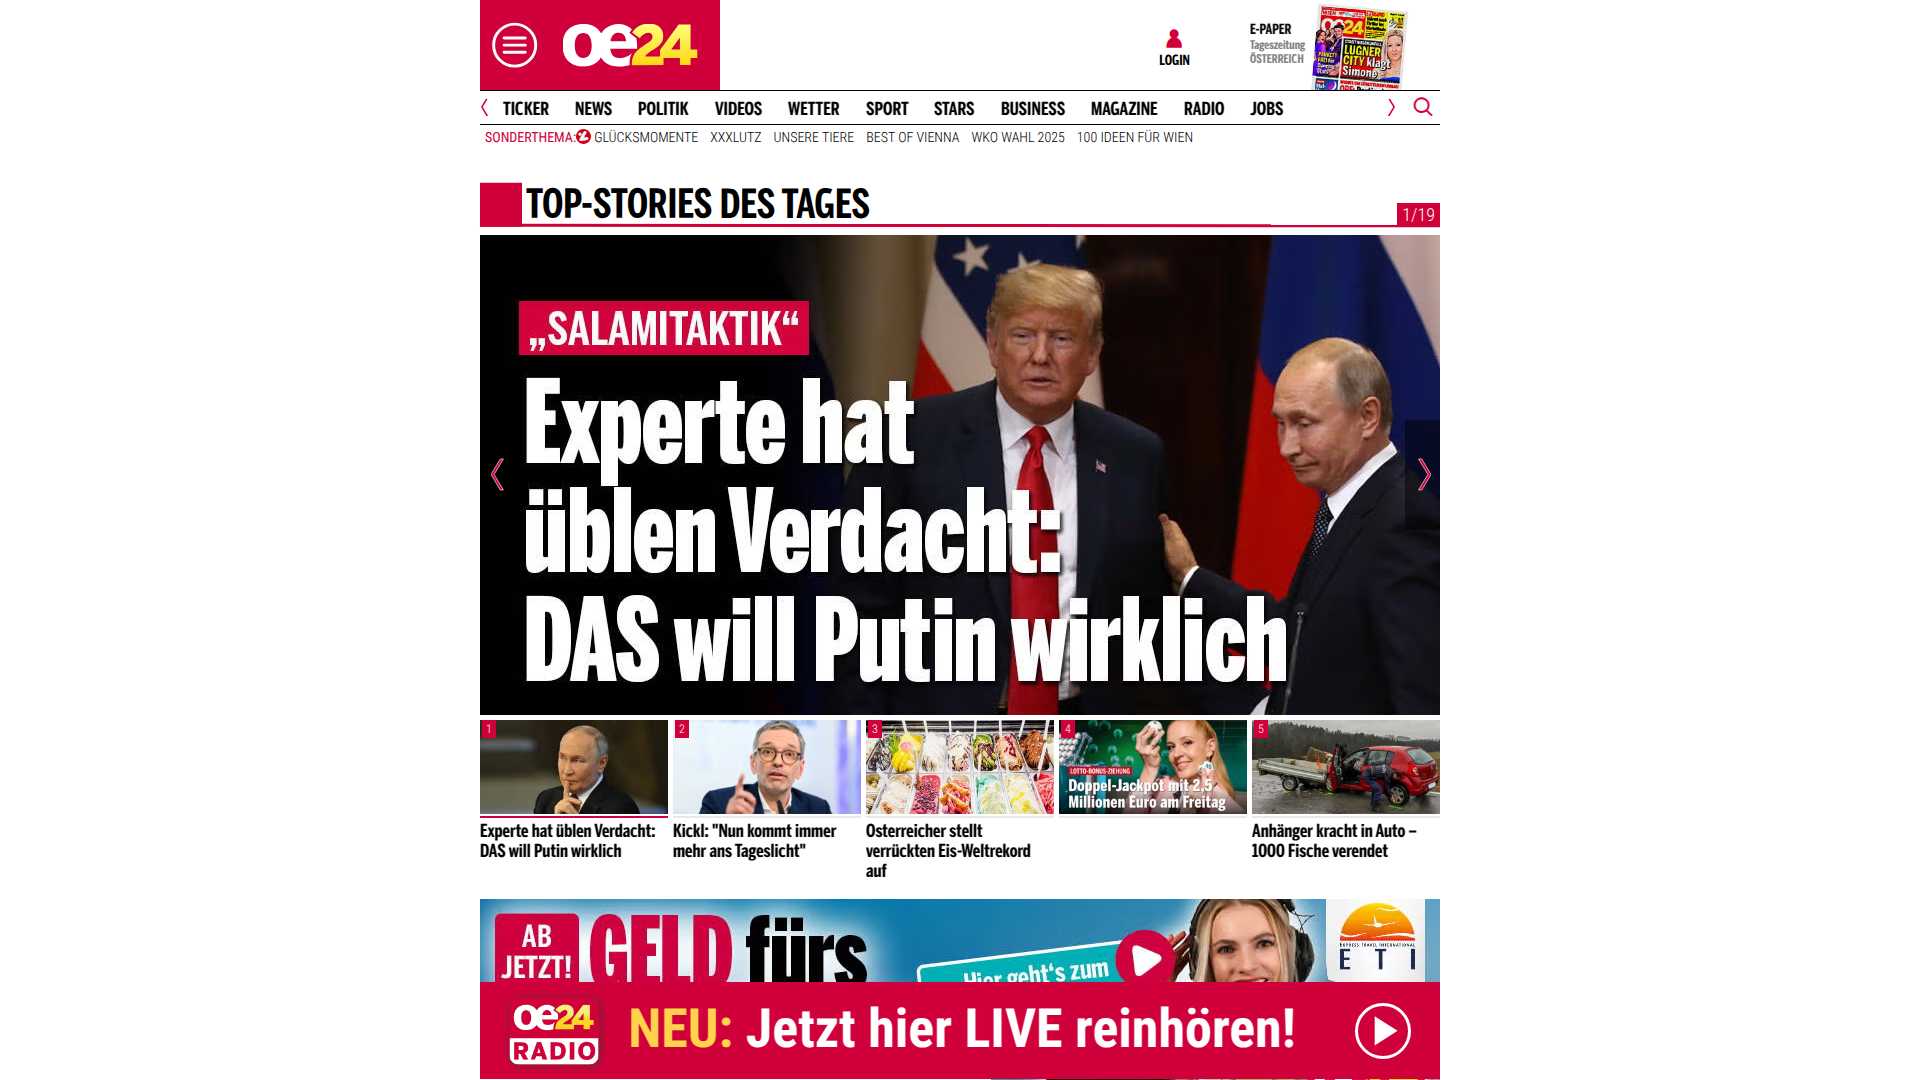 oe24
LOGIN
E-PAPER
Tageszeitung
ÖSTERREICH
oe24
LUGNER
CITY klagt
Simone
TICKER NEWS POLITIK VIDEOS WETTER SPORT STARS BUSINESS MAGAZINE RADIO JOBS
SONDERTHEMA: GLÜCKSMOMENTE XXXLUTZ UNSERE TIERE BEST OF VIENNA WKO WAHL 2025 100 IDEEN FÜR WIEN
TOP-STORIES DES TAGES
1/19
„SALAMITAKTIK“
Experte hat
üblen Verdacht:
DAS will Putin wirklich
1
2
3
4
5
LOTTO-BONUS-ZIEHUNG
Doppel-Jackpot mit 2,5
Millionen Euro am Freitag
Experte hat üblen Verdacht:
DAS will Putin wirklich
Kickl: "Nun kommt immer
mehr ans Tageslicht"
Österreicher stellt
verrückten Eis-Weltrekord
auf
Anhänger kracht in Auto –
1000 Fische verendet
AB
JETZT!
GELD fürs
Hier geht's zum
EXPRESS TRAVEL INTERNATIONAL
ETI
oe24
RADIO
NEU: Jetzt hier LIVE reinhören!